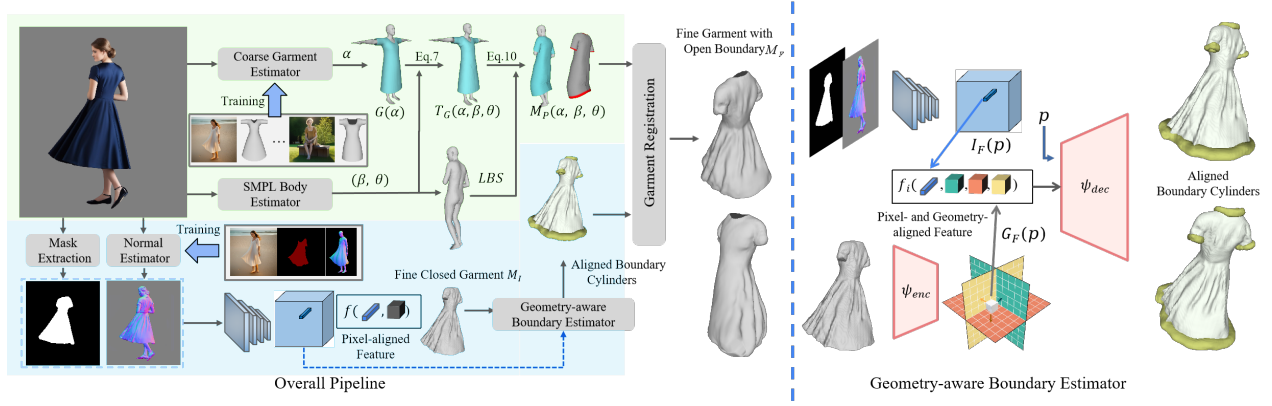 Coarse Garment
Estimator
α
Eq.7
Eq.10
Training
G(α)
T_G(α, β, θ)
M_P(α, β, θ)
...
SMPL Body
Estimator
(β, θ)
LBS
Garment Registration
Fine Garment with
Open Boundary M_F
Mask
Extraction
Normal
Estimator
Training
Fine Closed Garment M_I
Aligned Boundary
Cylinders
f( , )
Pixel-aligned
Feature
Geometry-aware
Boundary Estimator
Overall Pipeline
I_F(p)
p
f_i( , , , )
ψ_dec
Pixel- and Geometry-
aligned Feature
G_F(p)
ψ_enc
Aligned
Boundary Cylinders
Geometry-aware Boundary Estimator